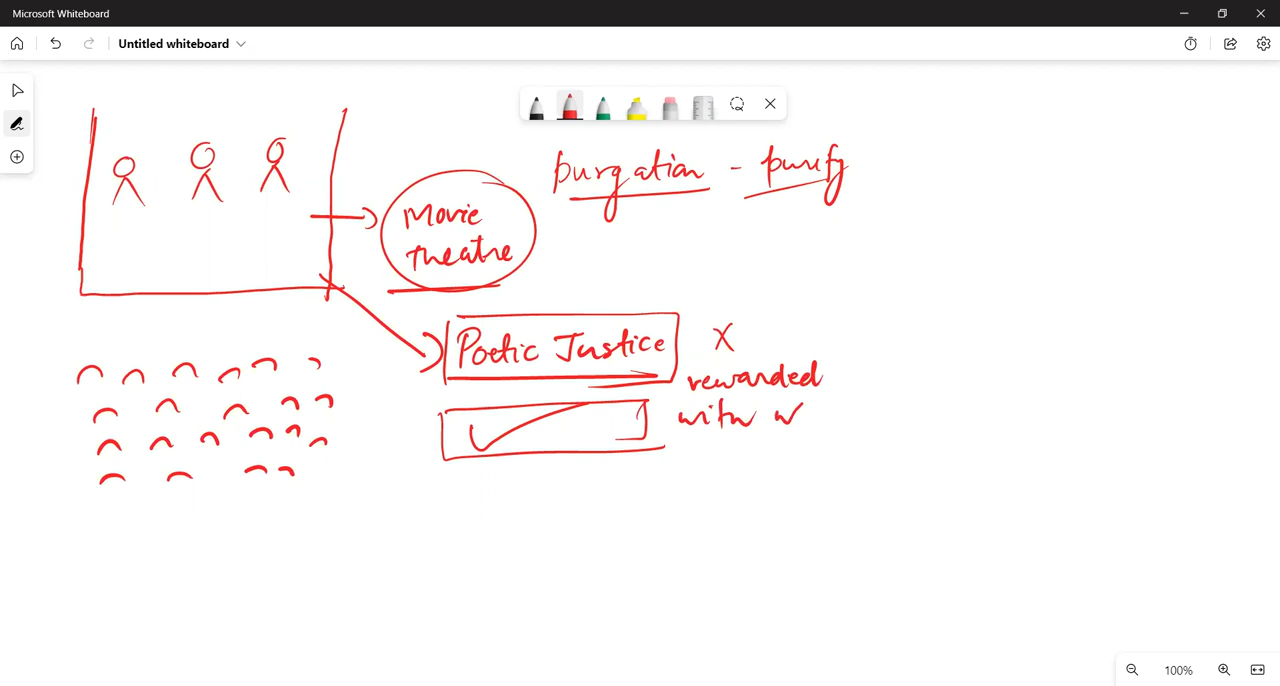 Microsoft Whiteboard
Untitled whiteboard
purgation - purify
Movie
theatre
Poetic Justice X
rewarded
with w
100%